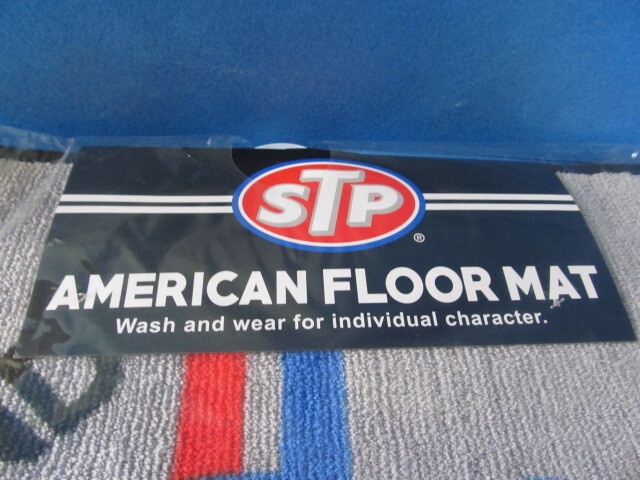 STP
®
AMERICAN FLOOR MAT
Wash and wear for individual character.